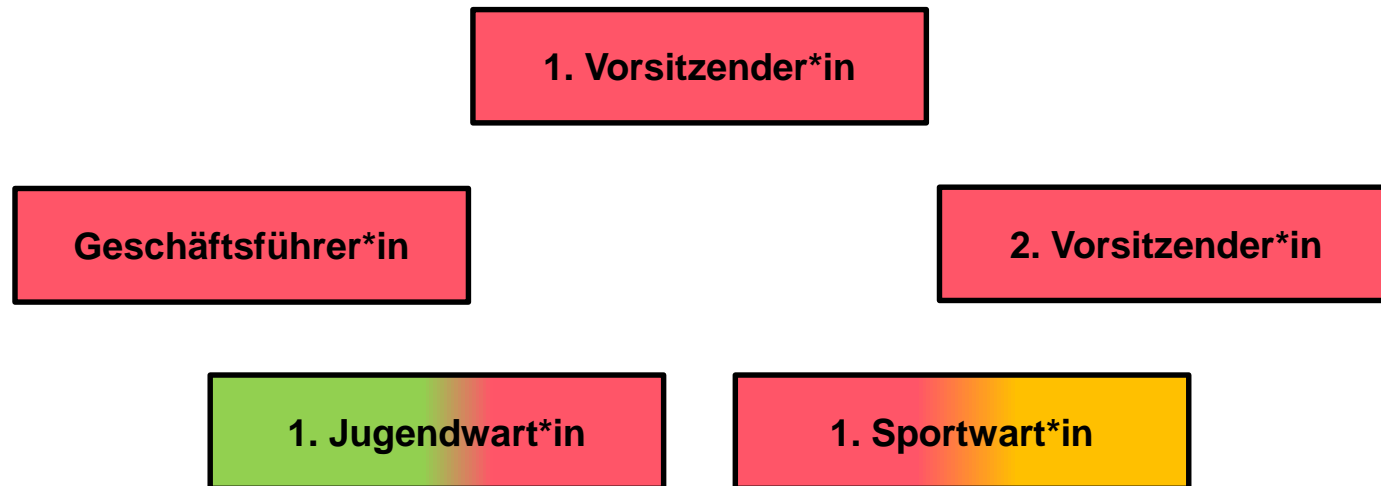 1. Vorsitzender*in
Geschäftsführer*in
2. Vorsitzender*in
1. Jugendwart*in
1. Sportwart*in